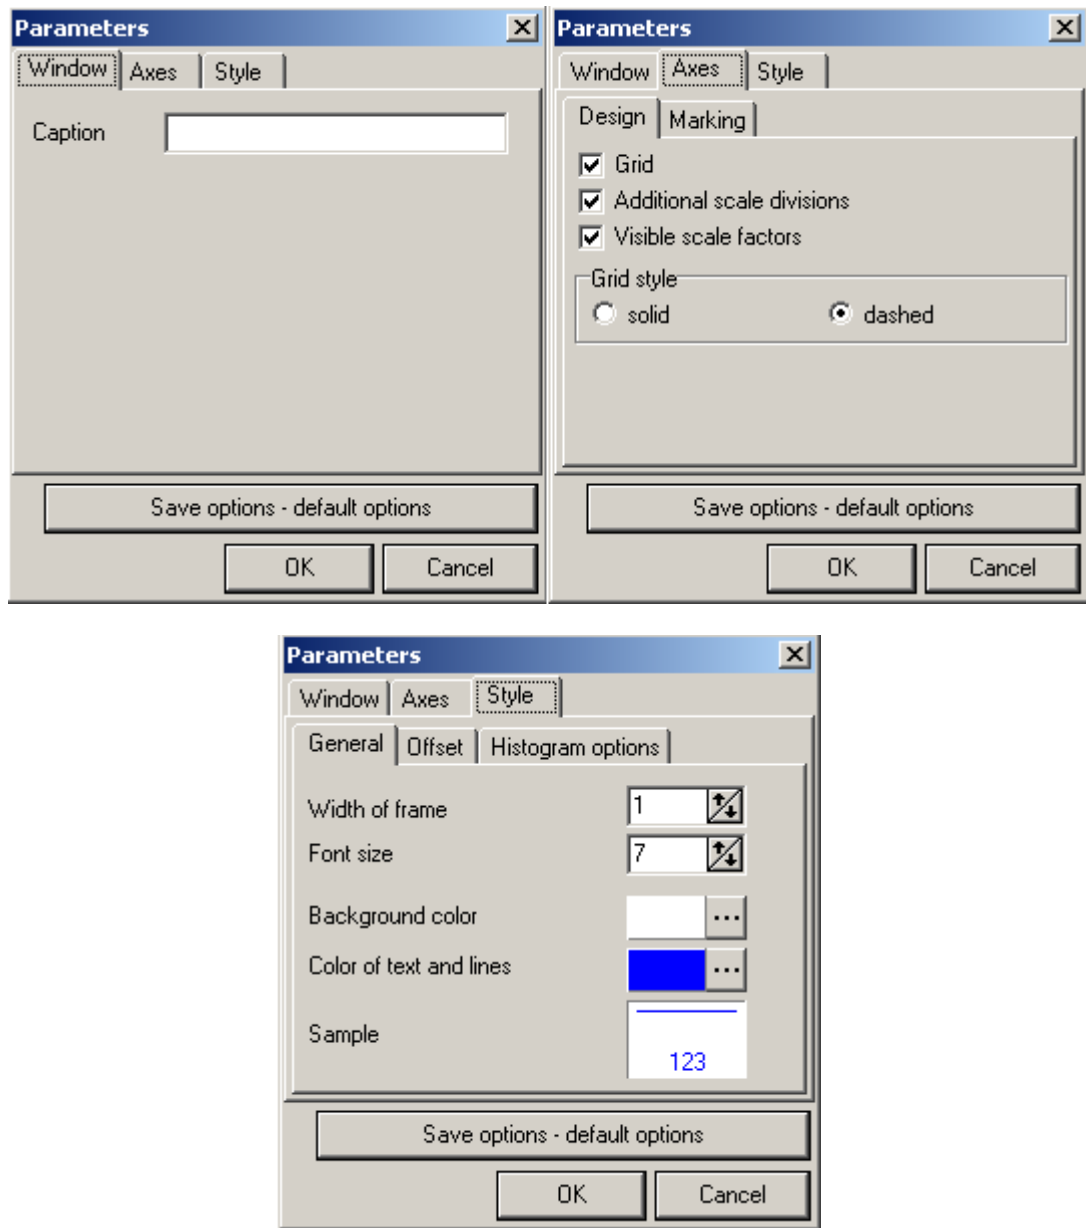 Parameters
Window Axes Style
Caption
Save options - default options
OK Cancel
Parameters
Window Axes Style
Design Marking
Grid
Additional scale divisions
Visible scale factors
Grid style
solid dashed
Save options - default options
OK Cancel
Parameters
Window Axes Style
General Offset Histogram options
Width of frame 1
Font size 7
Background color ...
Color of text and lines ...
Sample
123
Save options - default options
OK Cancel